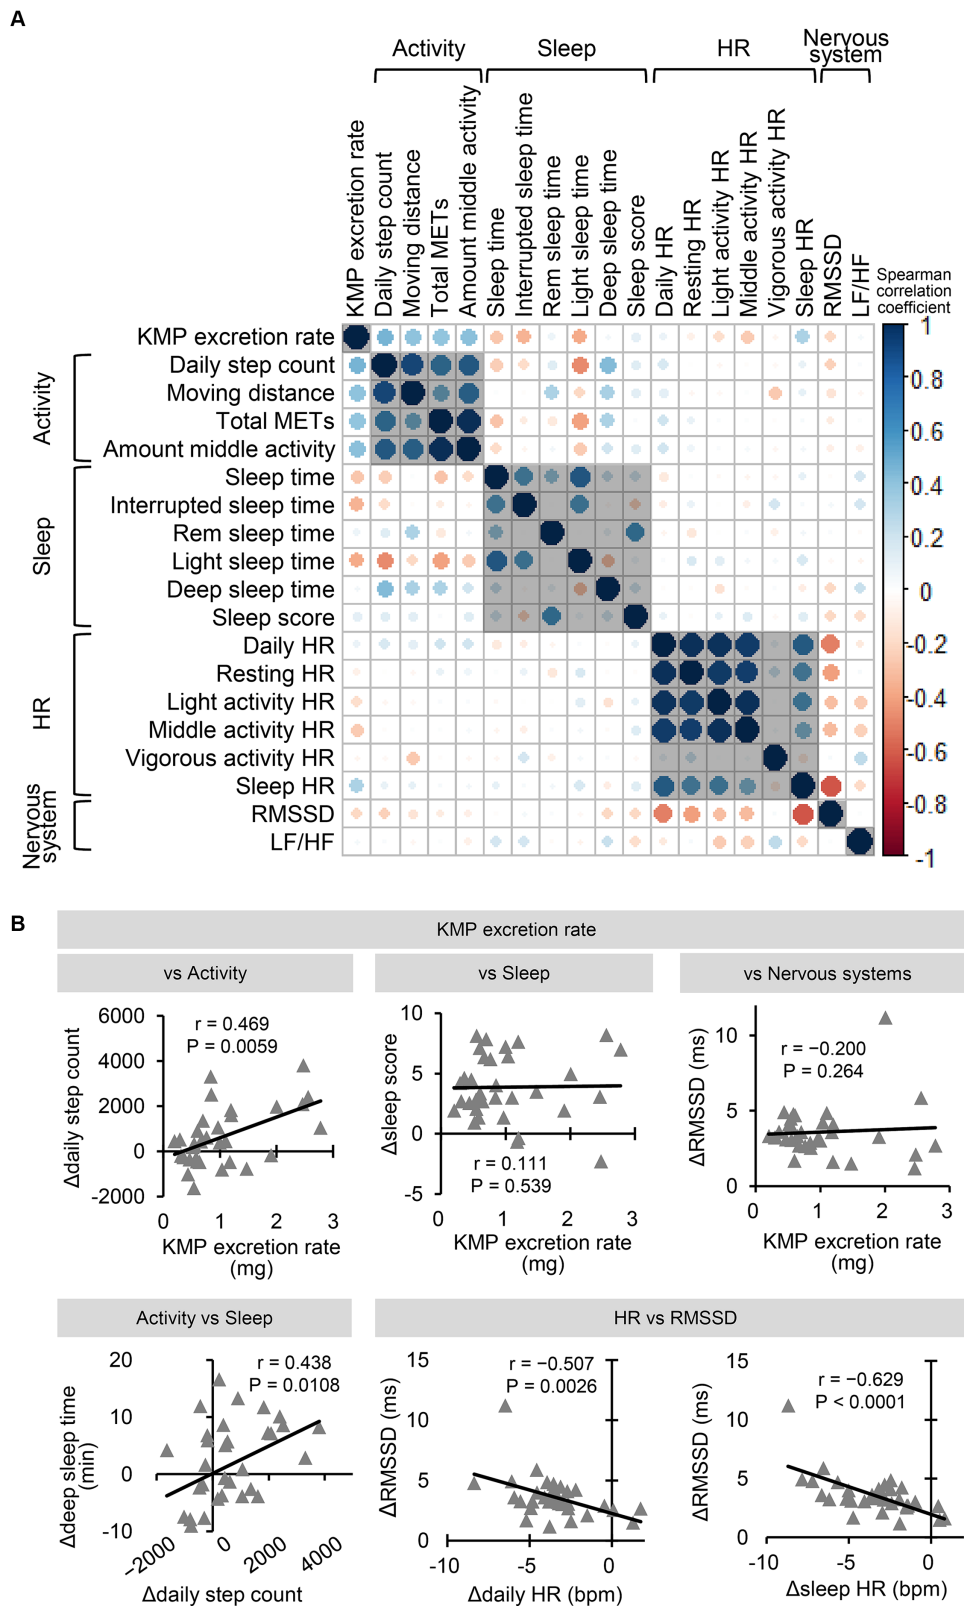 A
Activity
Sleep
HR
Nervous
system
KMP excretion rate
Daily step count
Moving distance
Total METs
Amount middle activity
Sleep time
Interrupted sleep time
Rem sleep time
Light sleep time
Deep sleep time
Sleep score
Daily HR
Resting HR
Light activity HR
Middle activity HR
Vigorous activity HR
Sleep HR
RMSSD
LF/HF
Spearman
correlation
coefficient
KMP excretion rate
Daily step count
Moving distance
Total METs
Amount middle activity
Sleep time
Interrupted sleep time
Rem sleep time
Light sleep time
Deep sleep time
Sleep score
Daily HR
Resting HR
Light activity HR
Middle activity HR
Vigorous activity HR
Sleep HR
RMSSD
LF/HF
Activity
Sleep
HR
Nervous
system
1
0.8
0.6
0.4
0.2
0
-0.2
-0.4
-0.6
-0.8
-1
B
KMP excretion rate
vs Activity
6000
4000
2000
0
-2000
Δdaily step count
r = 0.469
P = 0.0059
0 1 2 3
KMP excretion rate
(mg)
vs Sleep
10
5
0
-5
Δsleep score
r = 0.111
P = 0.539
0 1 2 3
KMP excretion rate
(mg)
vs Nervous systems
10
5
0
ΔRMSSD (ms)
r = −0.200
P = 0.264
0 1 2 3
KMP excretion rate
(mg)
Activity vs Sleep
20
10
0
-10
Δdeep sleep time
(min)
r = 0.438
P = 0.0108
−2000 0 2000 4000
Δdaily step count
HR vs RMSSD
15
10
5
0
ΔRMSSD (ms)
r = −0.507
P = 0.0026
-10 -5 0
Δdaily HR (bpm)
15
10
5
0
ΔRMSSD (ms)
r = −0.629
P < 0.0001
-10 -5 0
Δsleep HR (bpm)